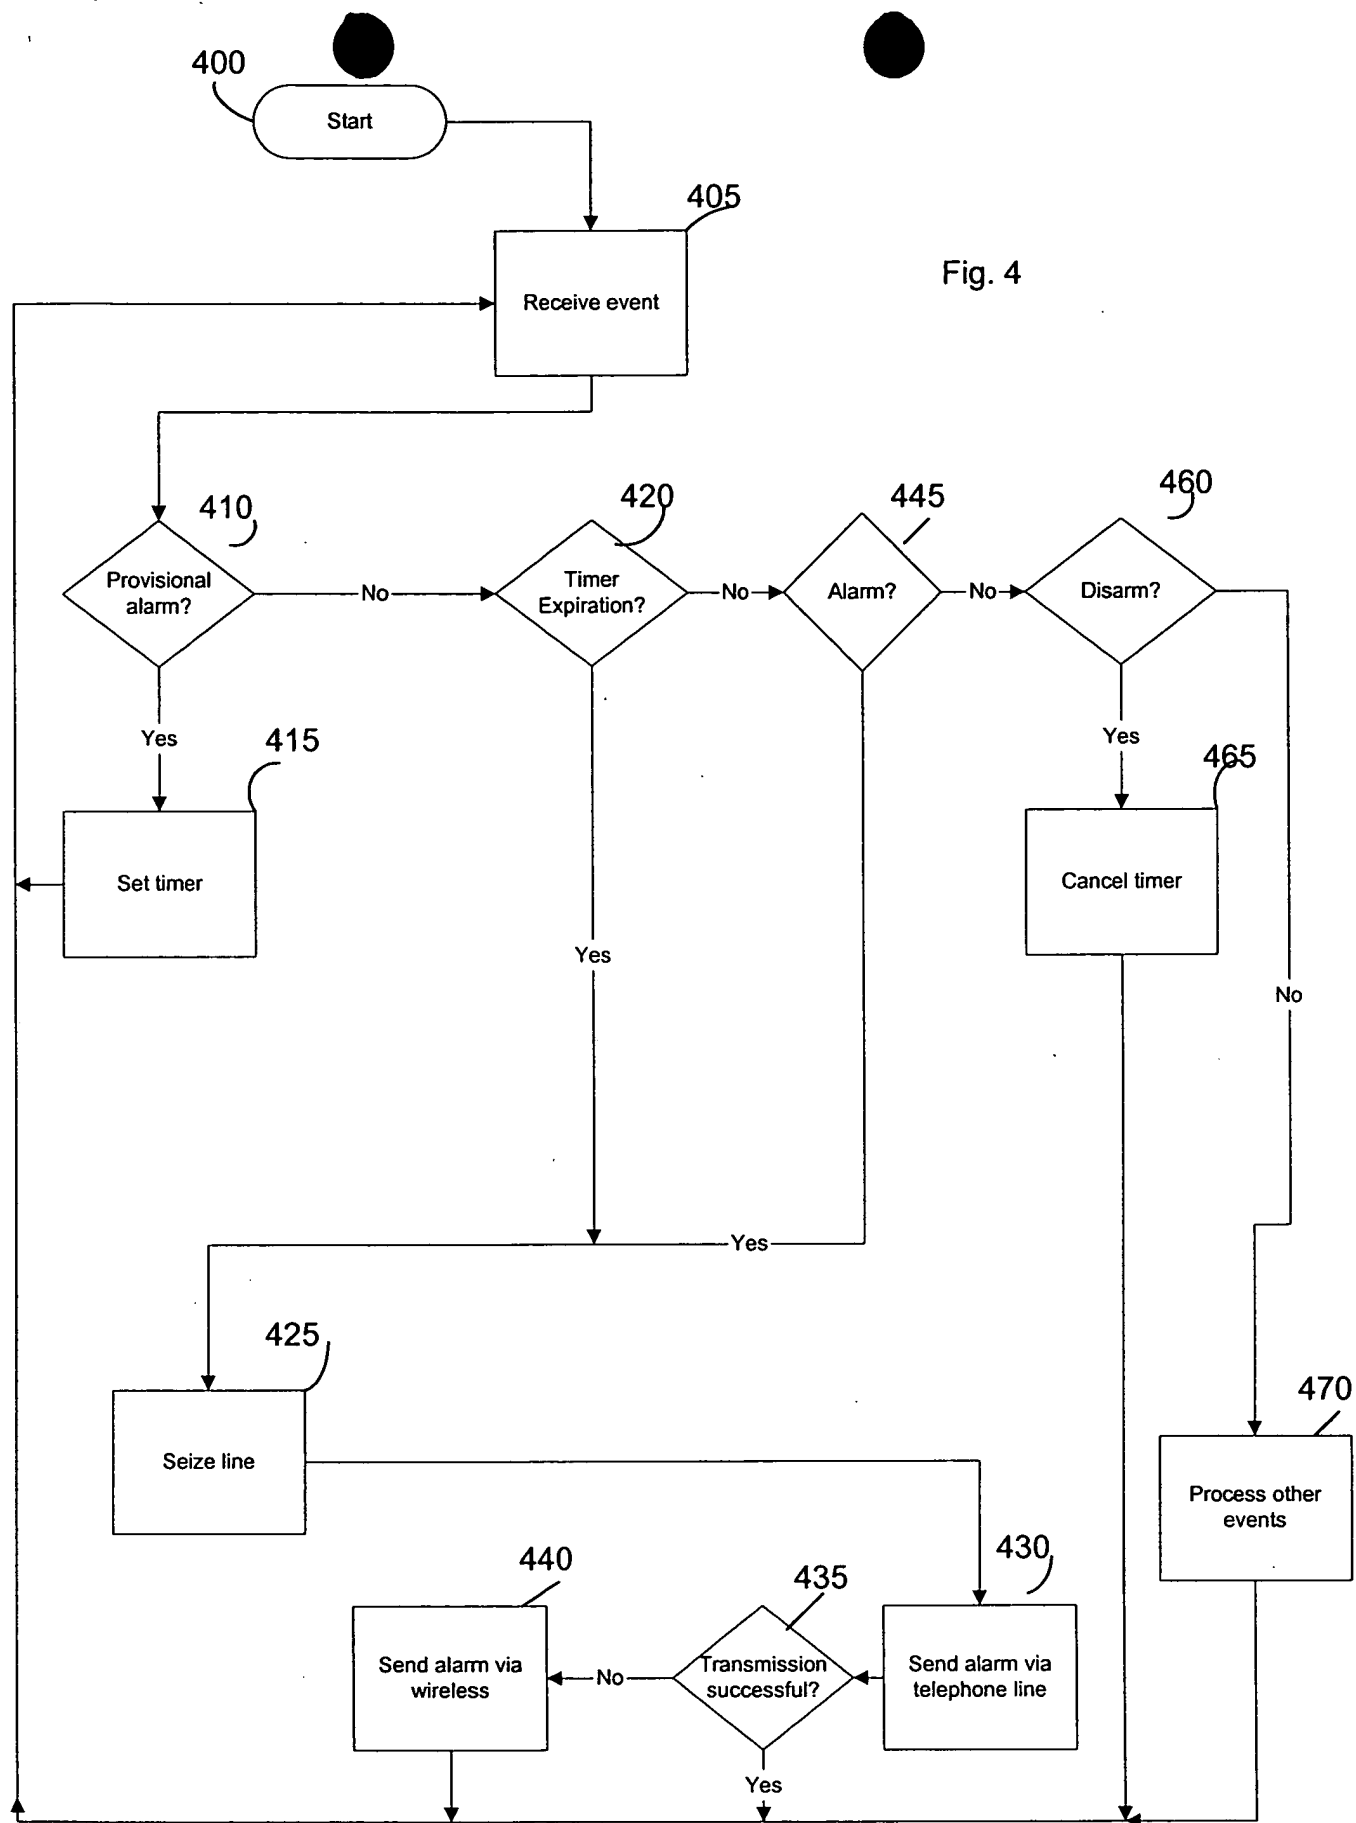 400
Start
405
Fig. 4
Receive event
410
420
445
460
Provisional
alarm?
No
Timer
Expiration?
No
Alarm?
No
Disarm?
Yes
415
Yes
465
Set timer
Cancel timer
Yes
No
Yes
425
470
Seize line
Process other
events
440
435
430
Send alarm via
wireless
No
Transmission
successful?
Send alarm via
telephone line
Yes